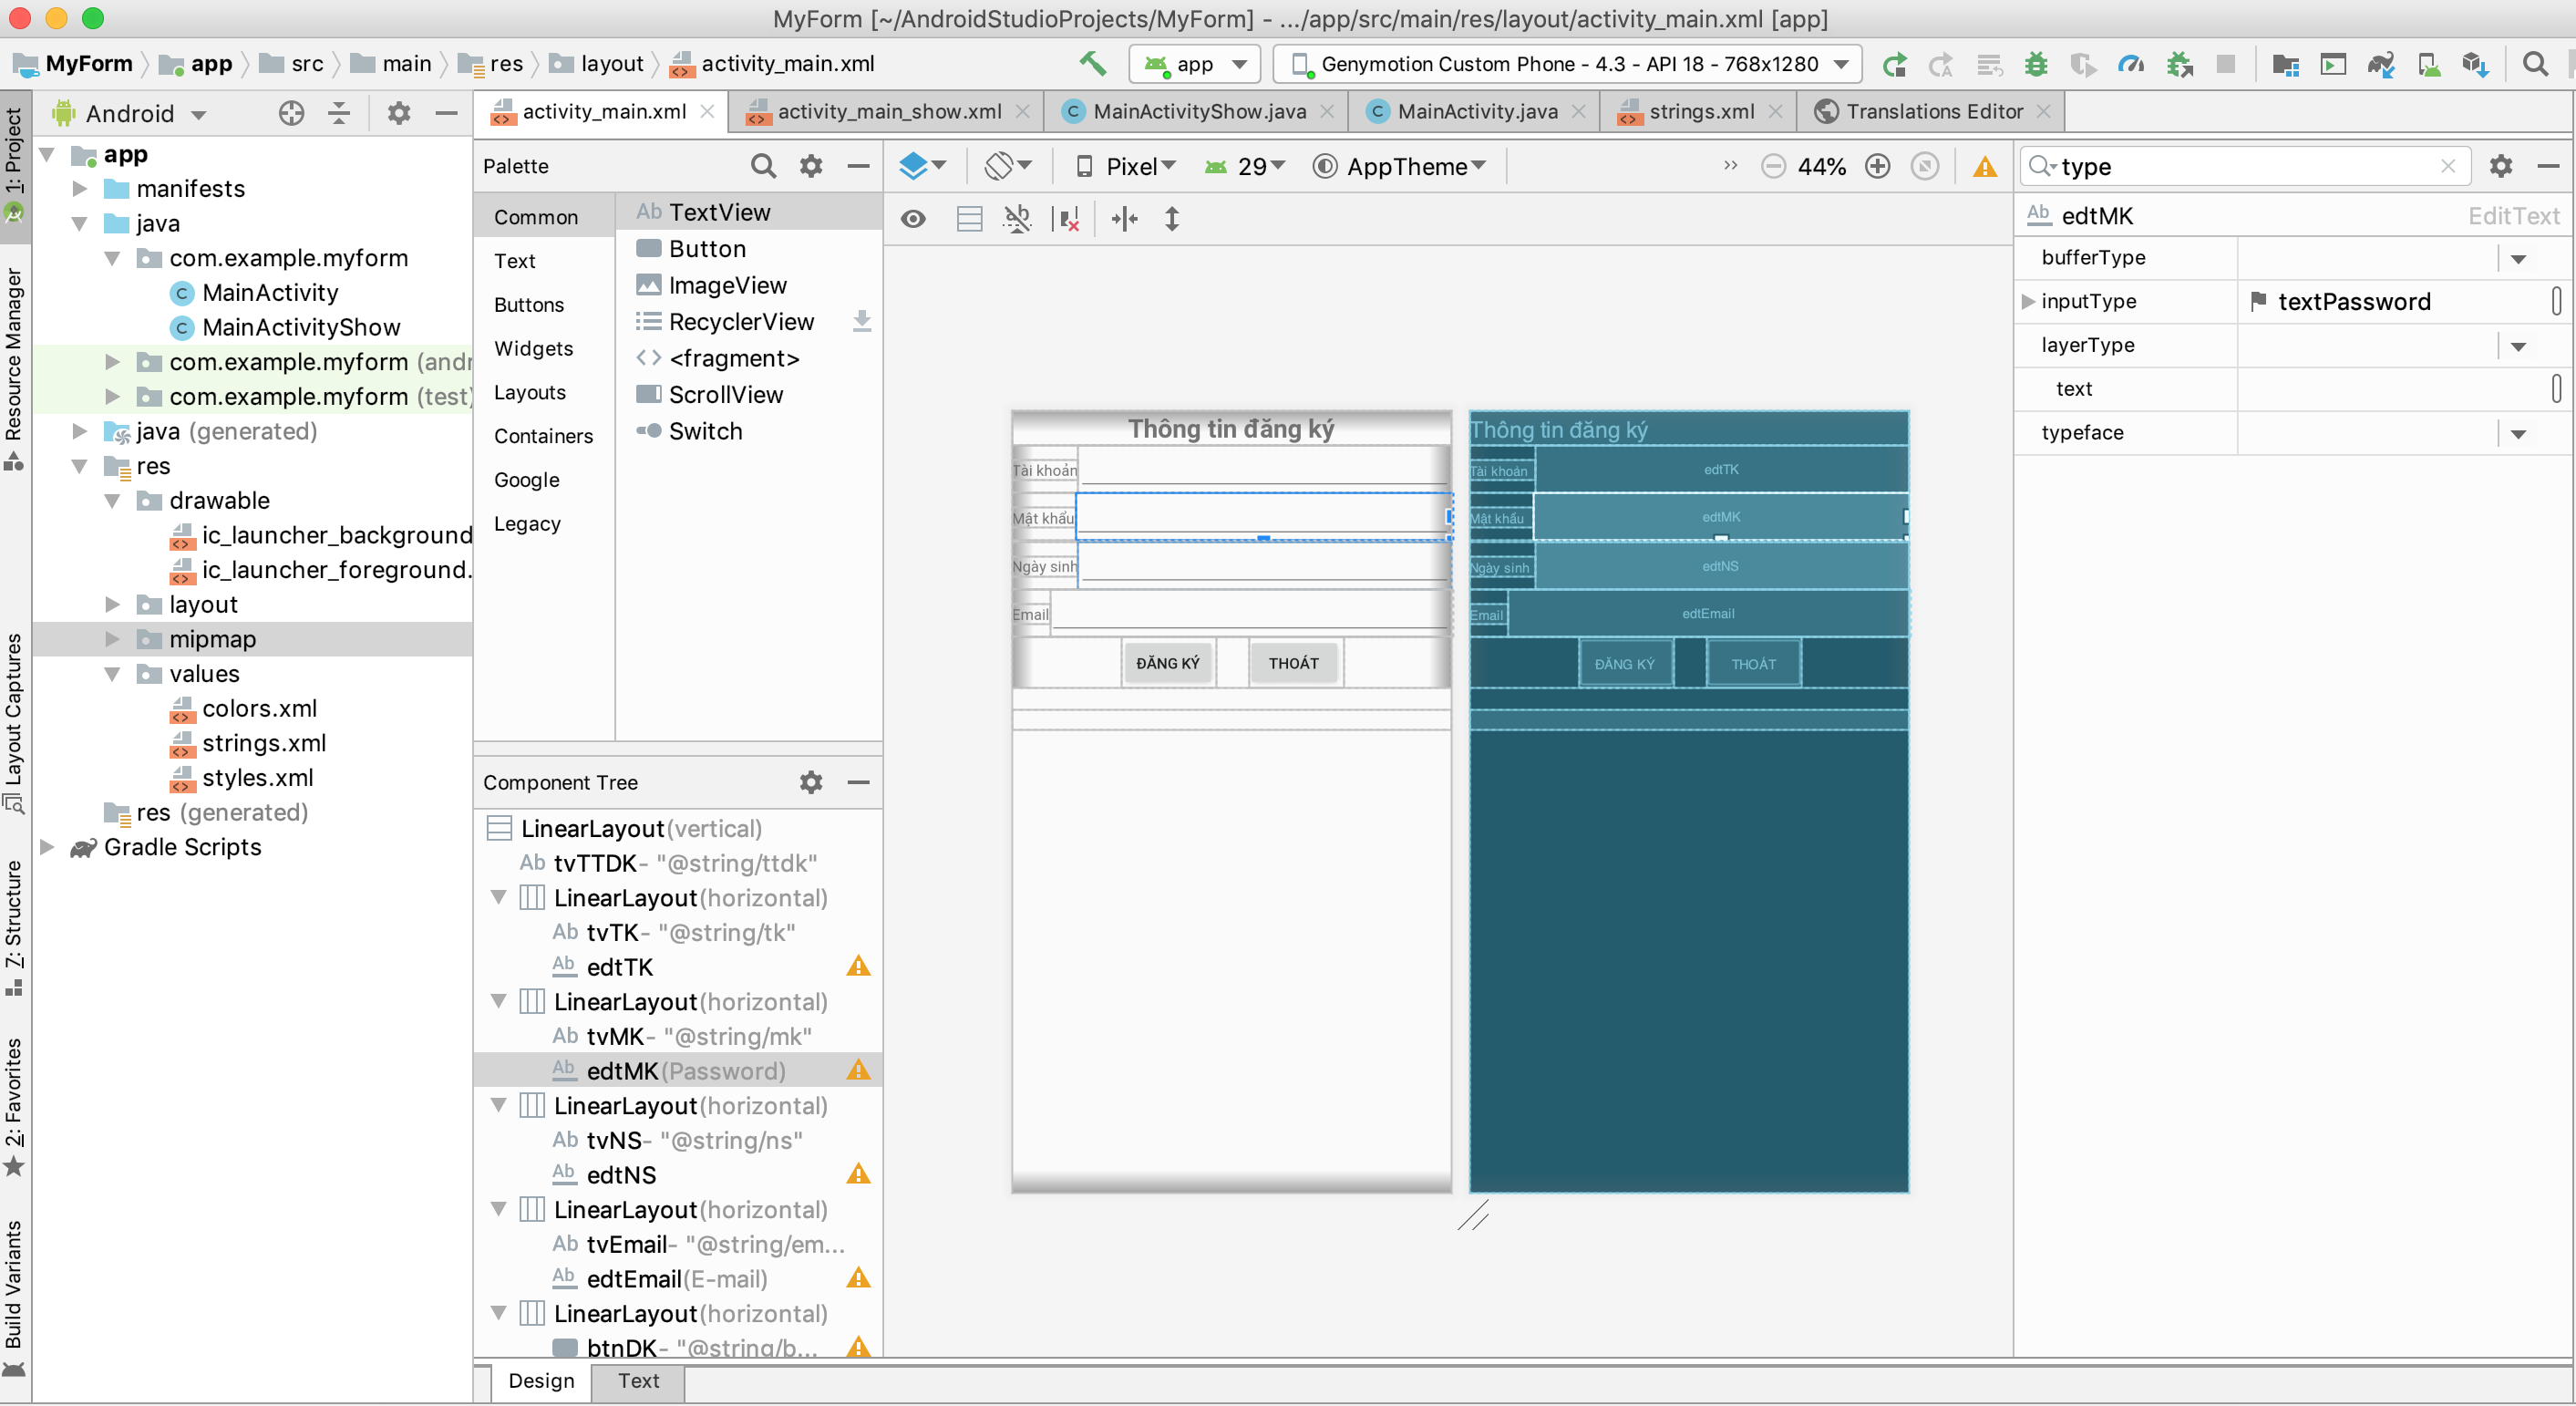 MyForm [~/AndroidStudioProjects/MyForm] - .../app/src/main/res/layout/activity_main.xml [app]
MyForm app src main res layout activity_main.xml app Genymotion Custom Phone - 4.3 - API 18 - 768x1280
1: Project
Resource Manager
Layout Captures
7: Structure
2: Favorites
Build Variants
Android
app
manifests
java
com.example.myform
MainActivity
MainActivityShow
com.example.myform (andr
com.example.myform (test)
java (generated)
res
drawable
ic_launcher_background
ic_launcher_foreground.
layout
mipmap
values
colors.xml
strings.xml
styles.xml
res (generated)
Gradle Scripts
activity_main.xml activity_main_show.xml MainActivityShow.java MainActivity.java strings.xml Translations Editor
Palette
Common
Text
Buttons
Widgets
Layouts
Containers
Google
Legacy
Ab TextView
Button
ImageView
RecyclerView
<fragment>
ScrollView
Switch
Component Tree
LinearLayout(vertical)
Ab tvTTDK- "@string/ttdk"
LinearLayout(horizontal)
Ab tvTK- "@string/tk"
Ab edtTK
LinearLayout(horizontal)
Ab tvMK- "@string/mk"
Ab edtMK(Password)
LinearLayout(horizontal)
Ab tvNS- "@string/ns"
Ab edtNS
LinearLayout(horizontal)
Ab tvEmail- "@string/em...
Ab edtEmail(E-mail)
LinearLayout(horizontal)
btnDK- "@string/b...
Pixel 29 AppTheme 44%
Thông tin đăng ký
Tài khoản
Mật khẩu
Ngày sinh
Email
ĐĂNG KÝ THOÁT
Thông tin đăng ký
Tài khoản edtTK
Mật khẩu edtMK
Ngày sinh edtNS
Email edtEmail
ĐĂNG KÝ THOÁT
type
Ab edtMK EditText
bufferType
inputType textPassword
layerType
text
typeface
Design Text